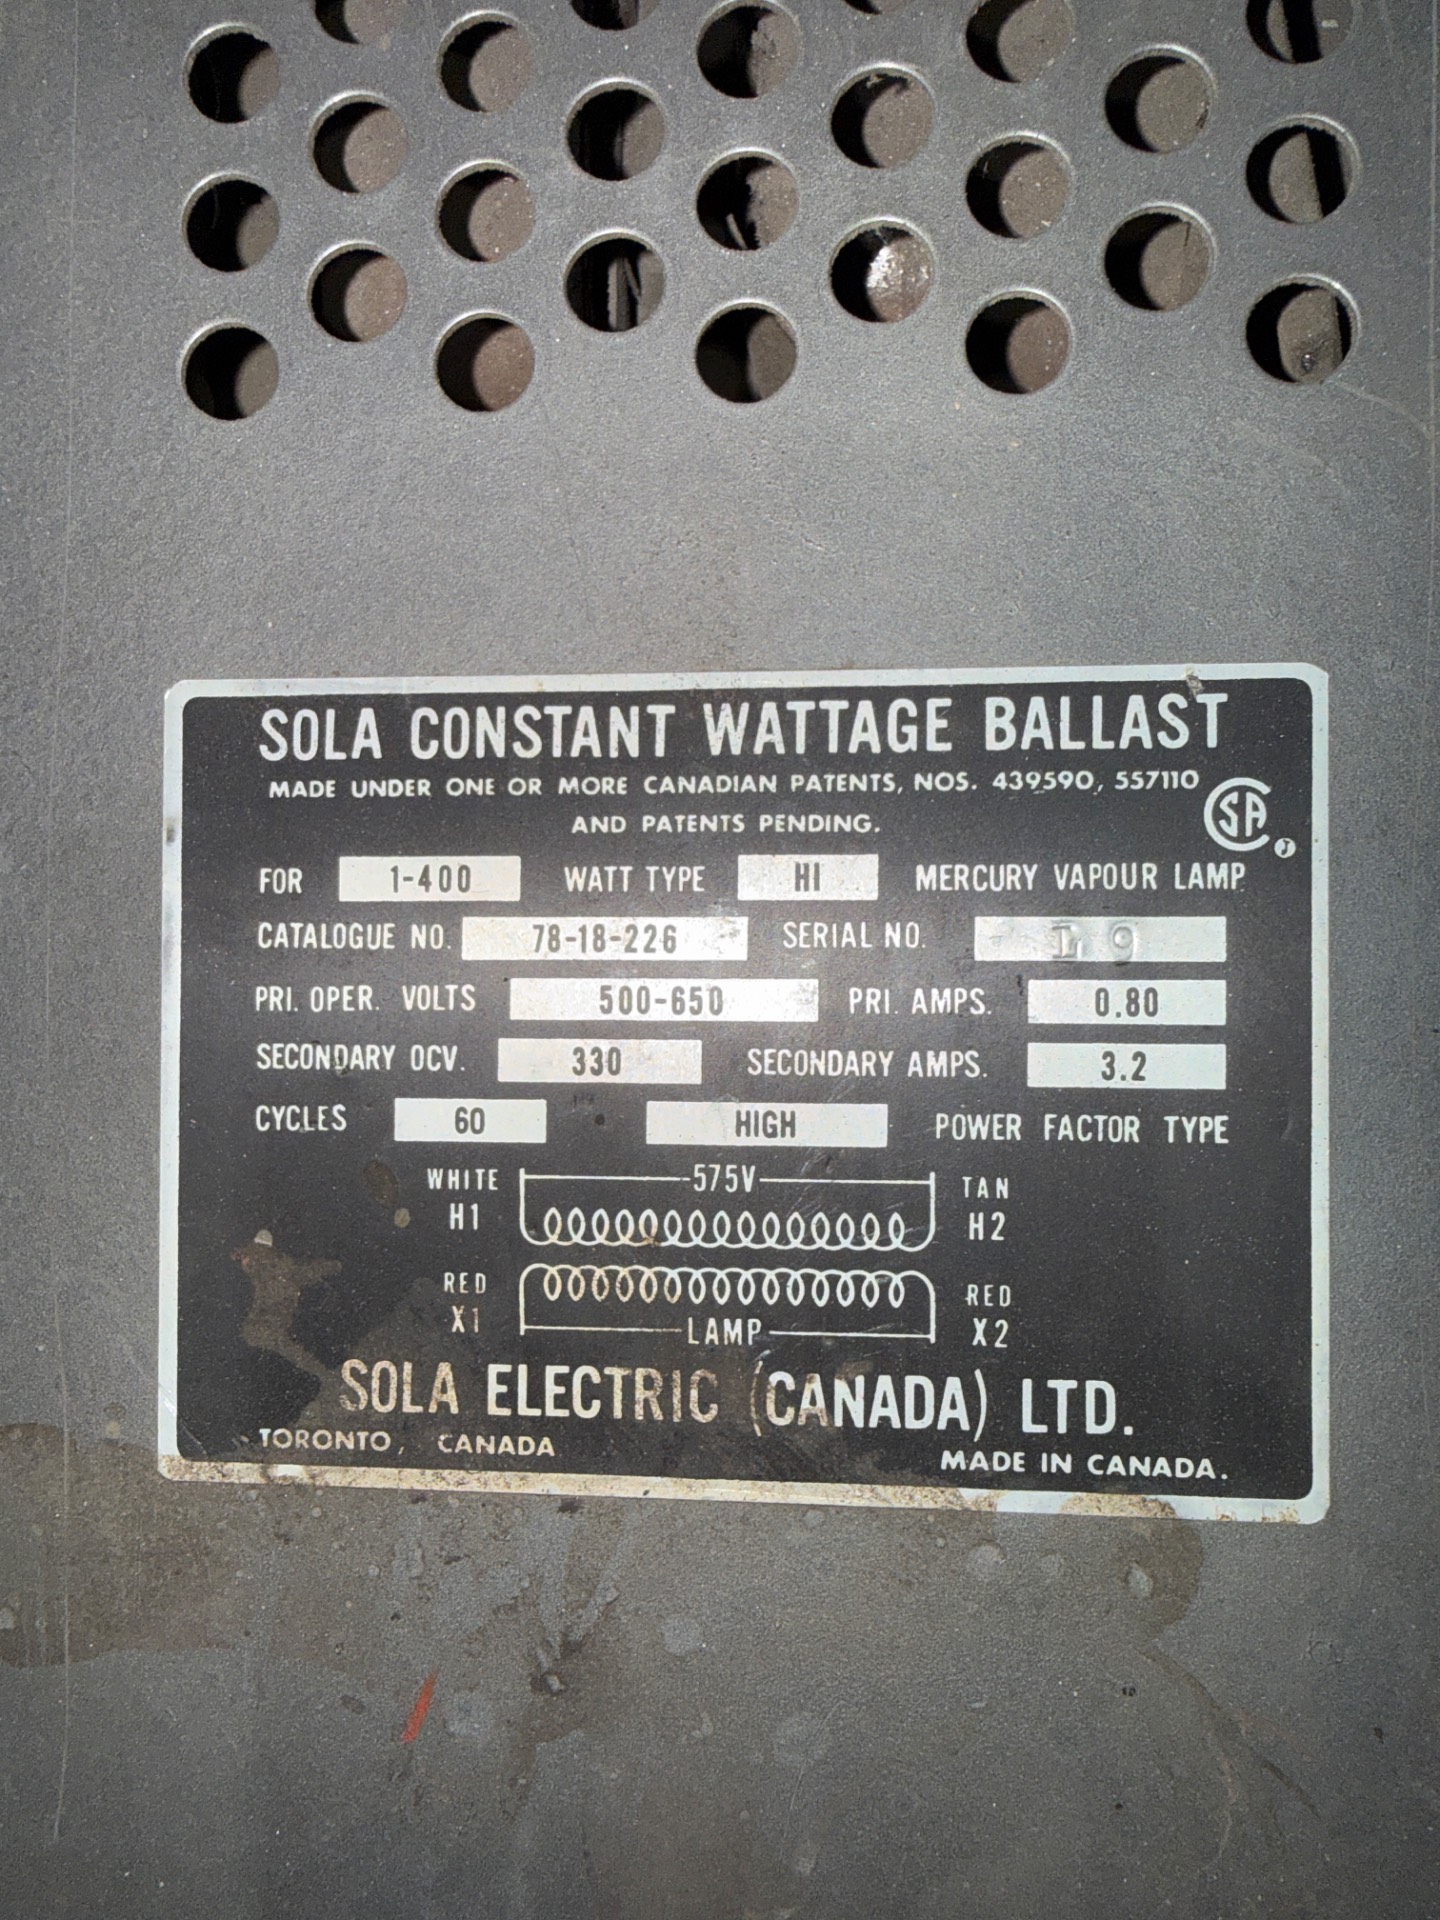 SOLA CONSTANT WATTAGE BALLAST
MADE UNDER ONE OR MORE CANADIAN PATENTS, NOS. 439590, 557110
AND PATENTS PENDING.
CSA
FOR 1-400 WATT TYPE HI MERCURY VAPOUR LAMP
CATALOGUE NO. 78-18-226 SERIAL NO. L 9
PRI. OPER. VOLTS 500-650 PRI. AMPS. 0.80
SECONDARY OCV. 330 SECONDARY AMPS. 3.2
CYCLES 60 HIGH POWER FACTOR TYPE
WHITE 575V TAN
H1 H2
RED RED
X1 LAMP X2
SOLA ELECTRIC (CANADA) LTD.
TORONTO, CANADA
MADE IN CANADA.